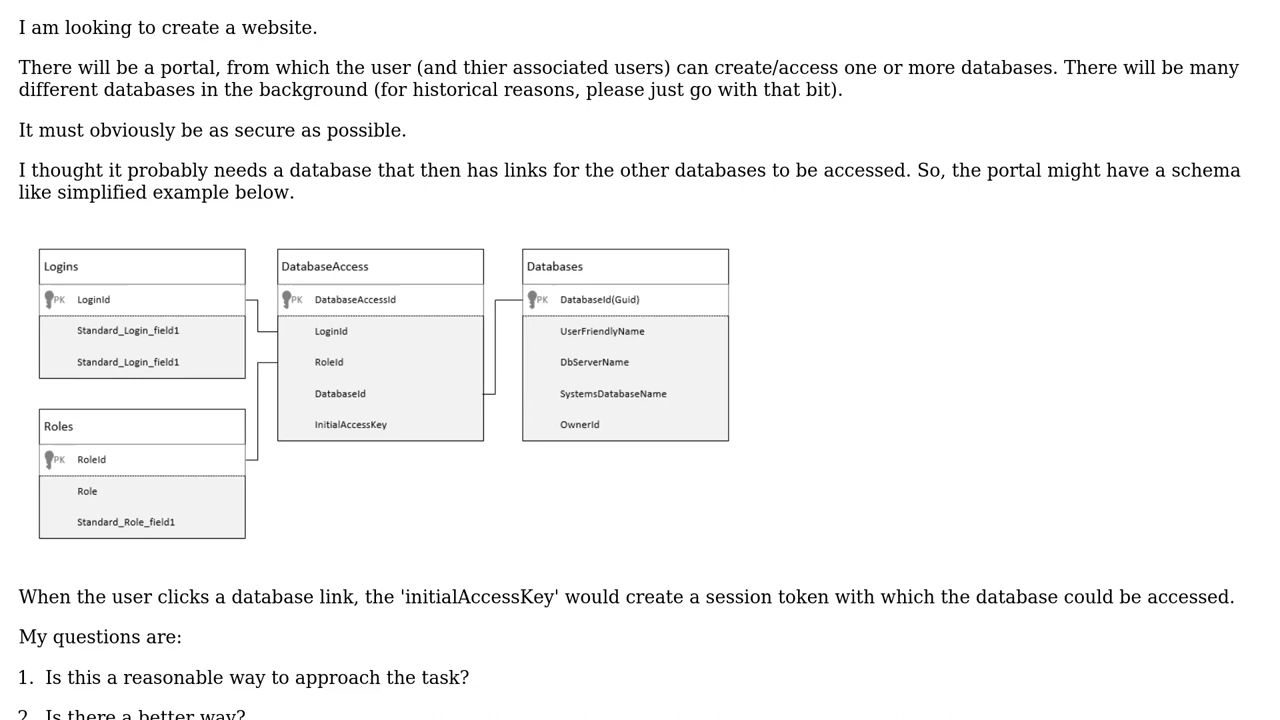 I am looking to create a website.
There will be a portal, from which the user (and thier associated users) can create/access one or more databases. There will be many
different databases in the background (for historical reasons, please just go with that bit).
It must obviously be as secure as possible.
I thought it probably needs a database that then has links for the other databases to be accessed. So, the portal might have a schema
like simplified example below.
Logins
PK LoginId
Standard_Login_field1
Standard_Login_field1
Roles
PK RoleId
Role
Standard_Role_field1
DatabaseAccess
PK DatabaseAccessId
LoginId
RoleId
DatabaseId
InitialAccessKey
Databases
PK DatabaseId(Guid)
UserFriendlyName
DbServerName
SystemsDatabaseName
OwnerId
When the user clicks a database link, the 'initialAccessKey' would create a session token with which the database could be accessed.
My questions are:
1. Is this a reasonable way to approach the task?
2. Is there a better way?